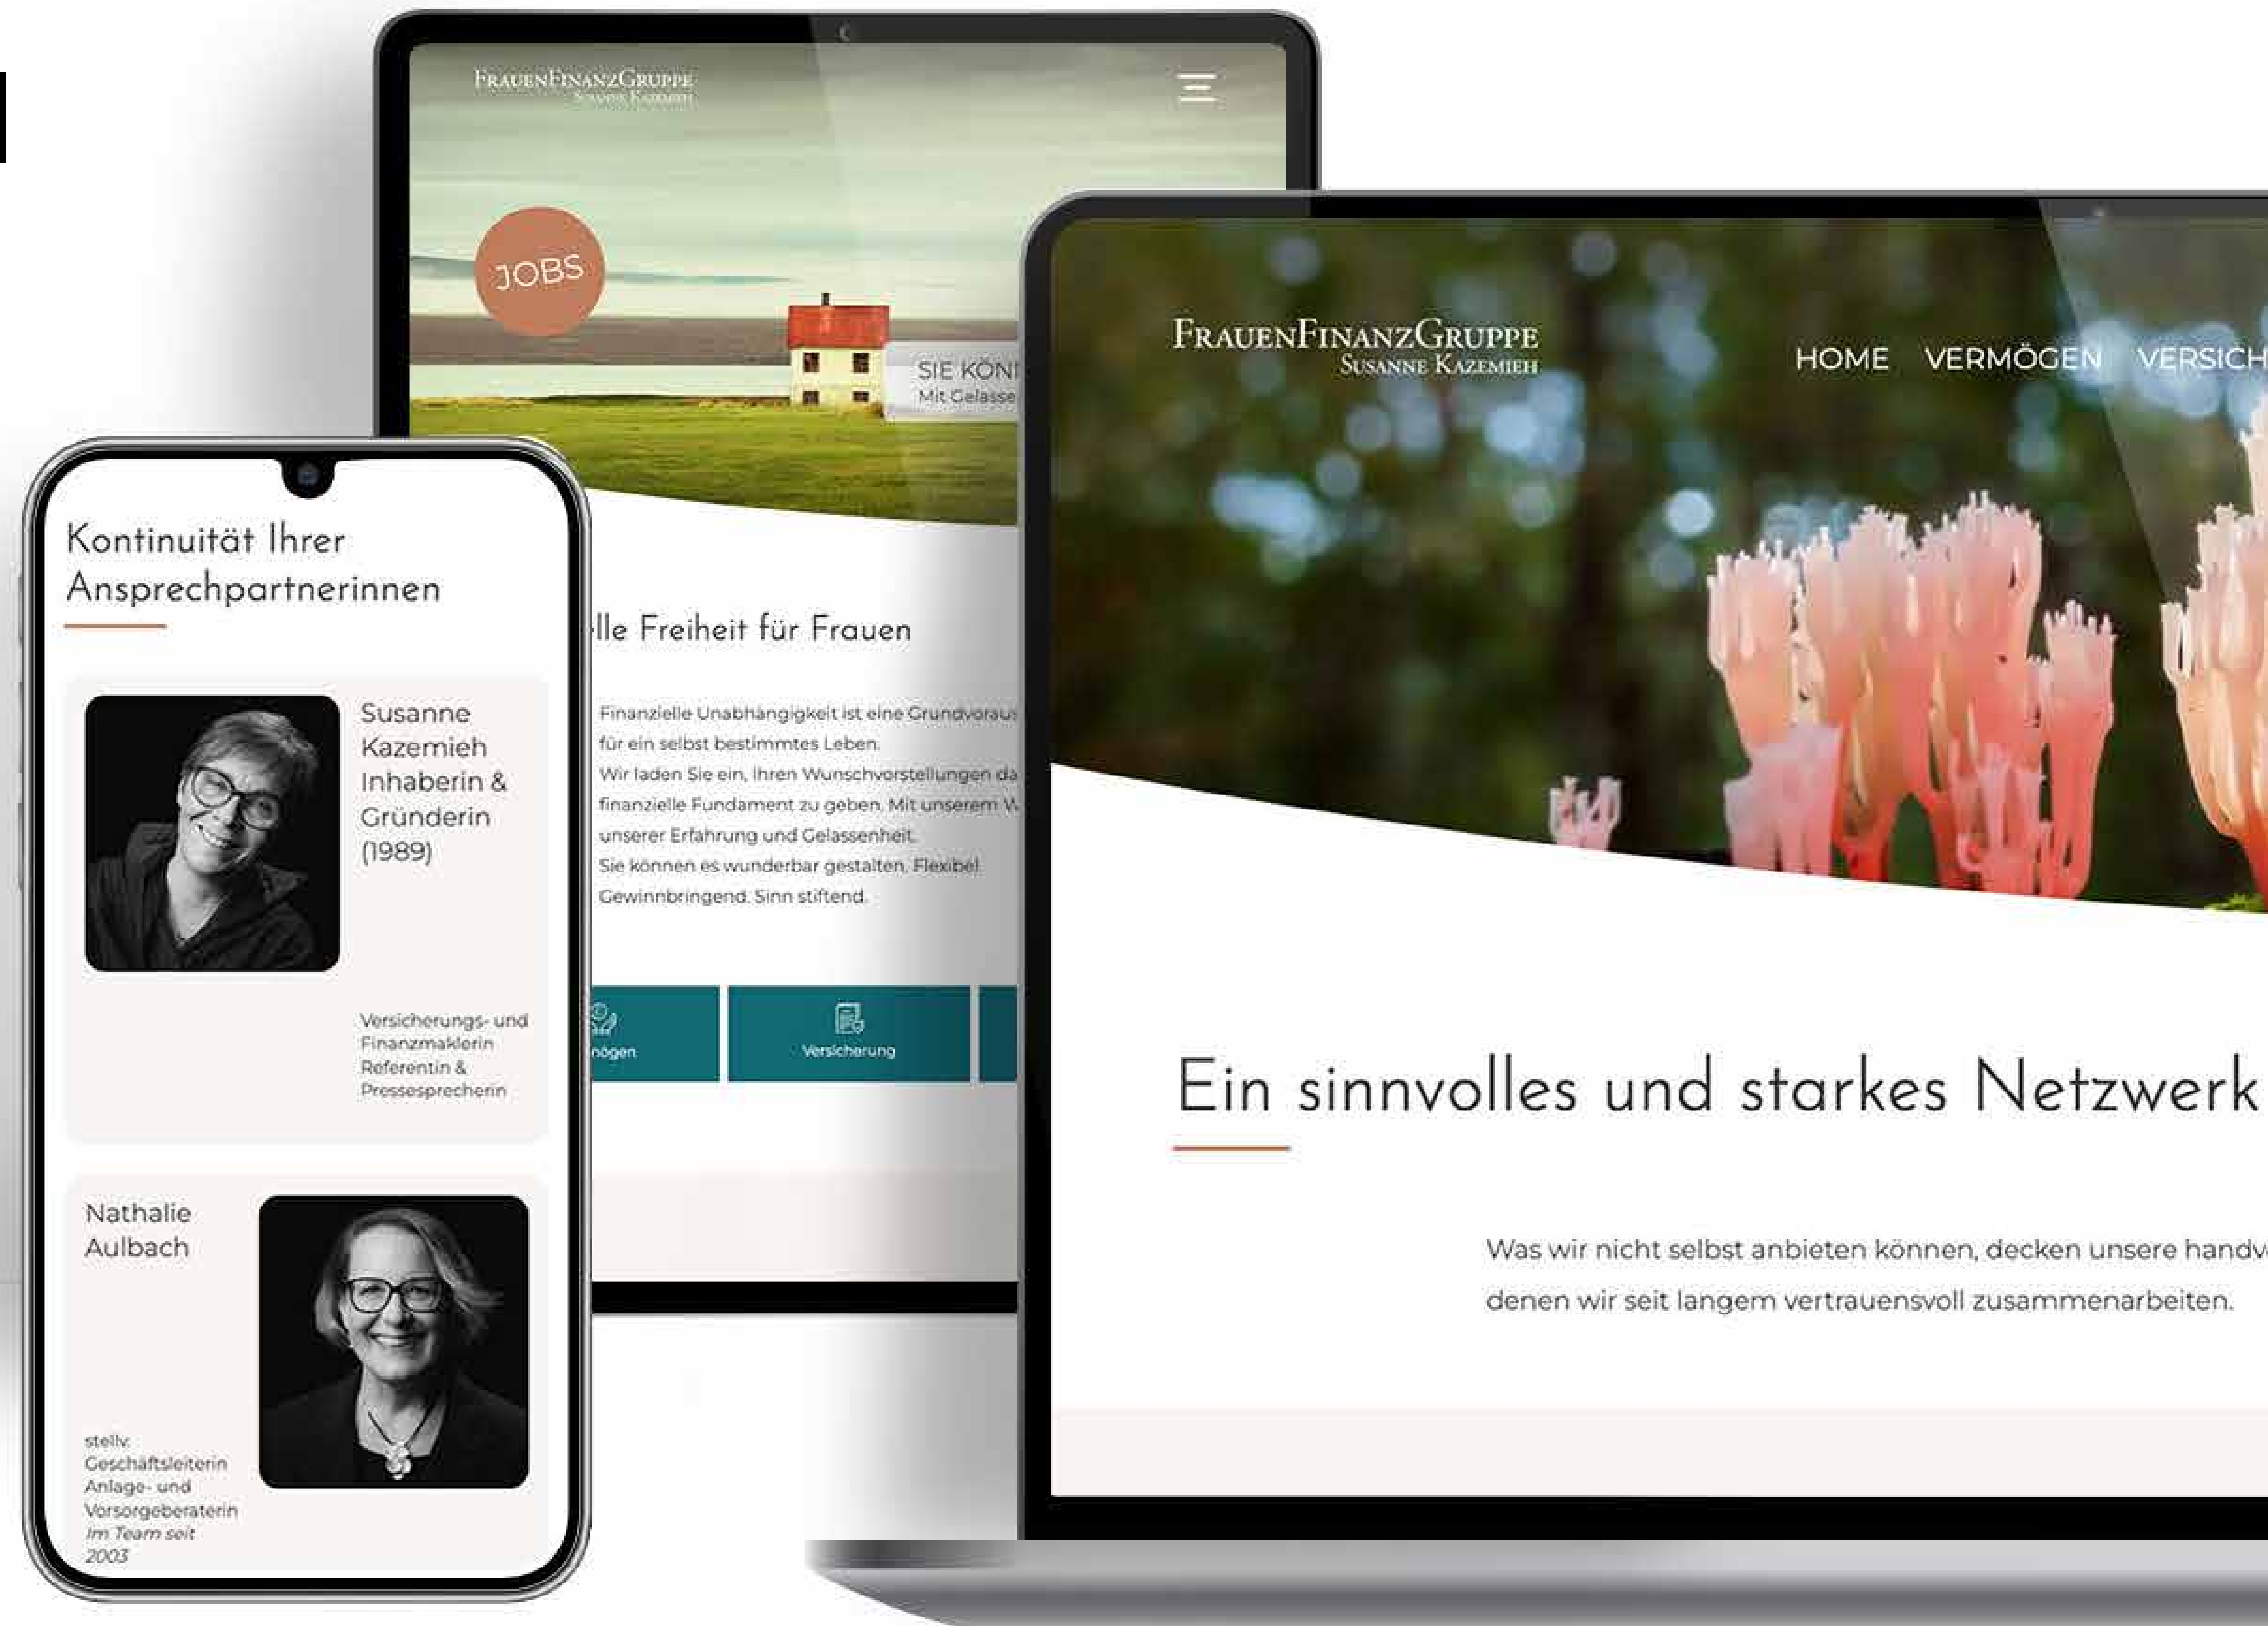 FRAUENFINANZGRUPPE
SUSANNE KAZEMIEH
JOBS
SIE KÖN
Mit Gelasse
lle Freiheit für Frauen
Finanzielle Unabhängigkeit ist eine Grundvoraus
für ein selbst bestimmtes Leben.
Wir laden Sie ein, Ihren Wunschvorstellungen da
finanzielle Fundament zu geben. Mit unserem W
unserer Erfahrung und Gelassenheit.
Sie können es wunderbar gestalten. Flexibel.
Gewinnbringend. Sinn stiftend.
nögen
Versicherung
Kontinuität Ihrer
Ansprechpartnerinnen
Susanne
Kazemieh
Inhaberin &
Gründerin
(1989)
Versicherungs- und
Finanzmaklerin
Referentin &
Pressesprecherin
Nathalie
Aulbach
stellv.
Geschäftsleiterin
Anlage- und
Vorsorgeberaterin
Im Team seit
2003
FRAUENFINANZGRUPPE
SUSANNE KAZEMIEH
HOME VERMÖGEN VERSICH
Ein sinnvolles und starkes Netzwerk
Was wir nicht selbst anbieten können, decken unsere handv
denen wir seit langem vertrauensvoll zusammenarbeiten.